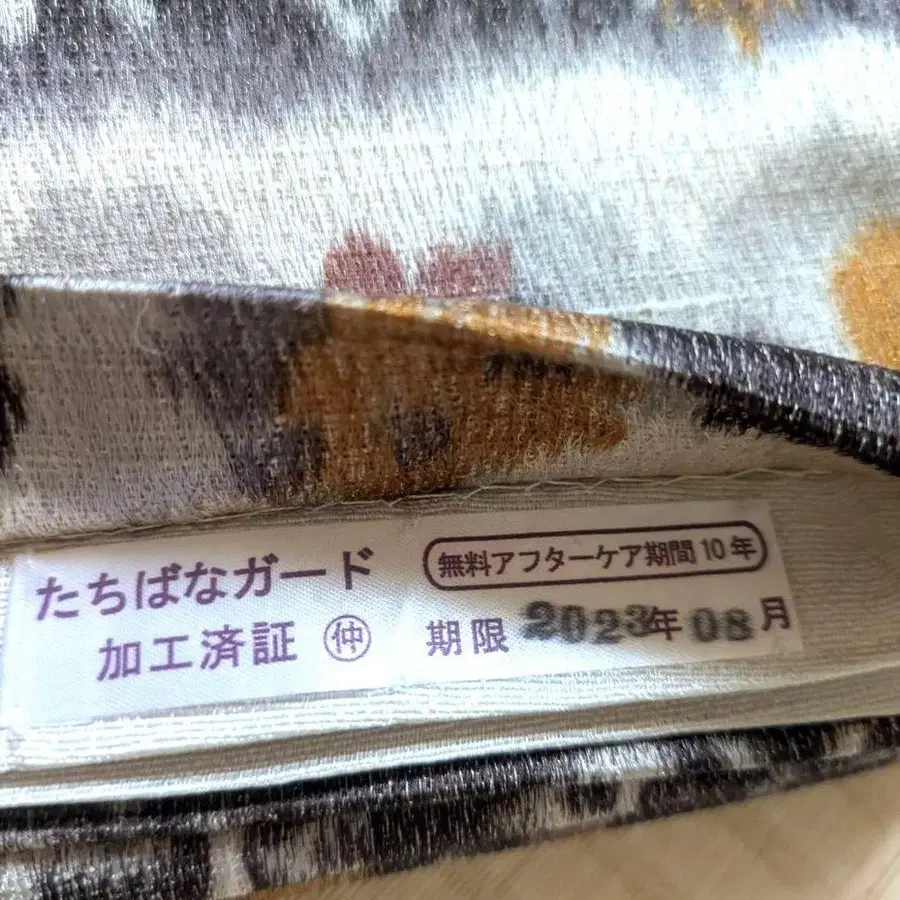 たちばなガード
加工済証 ㊥仲
無料アフターケア期間10年
期限 2023年08月